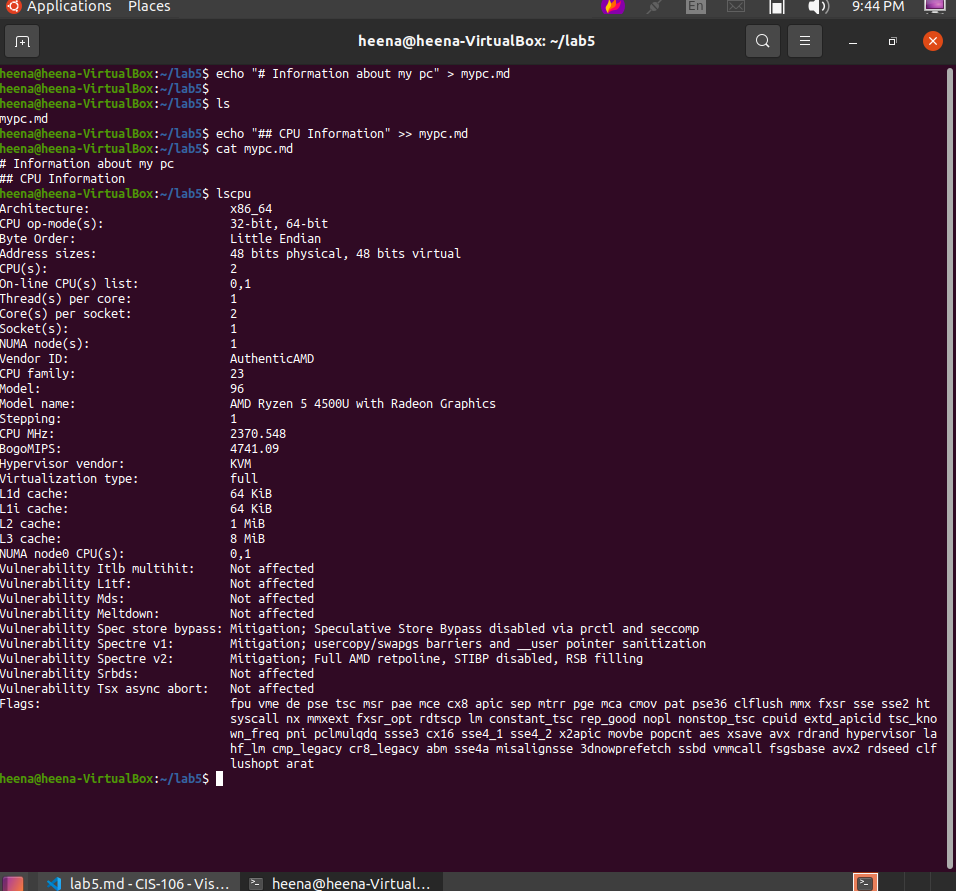 Applications Places En 9:44 PM
heena@heena-VirtualBox: ~/lab5
heena@heena-VirtualBox:~/lab5$ echo "# Information about my pc" > mypc.md
heena@heena-VirtualBox:~/lab5$
heena@heena-VirtualBox:~/lab5$ ls
mypc.md
heena@heena-VirtualBox:~/lab5$ echo "## CPU Information" >> mypc.md
heena@heena-VirtualBox:~/lab5$ cat mypc.md
# Information about my pc
## CPU Information
heena@heena-VirtualBox:~/lab5$ lscpu
Architecture: x86_64
CPU op-mode(s): 32-bit, 64-bit
Byte Order: Little Endian
Address sizes: 48 bits physical, 48 bits virtual
CPU(s): 2
On-line CPU(s) list: 0,1
Thread(s) per core: 1
Core(s) per socket: 2
Socket(s): 1
NUMA node(s): 1
Vendor ID: AuthenticAMD
CPU family: 23
Model: 96
Model name: AMD Ryzen 5 4500U with Radeon Graphics
Stepping: 1
CPU MHz: 2370.548
BogoMIPS: 4741.09
Hypervisor vendor: KVM
Virtualization type: full
L1d cache: 64 KiB
L1i cache: 64 KiB
L2 cache: 1 MiB
L3 cache: 8 MiB
NUMA node0 CPU(s): 0,1
Vulnerability Itlb multihit: Not affected
Vulnerability L1tf: Not affected
Vulnerability Mds: Not affected
Vulnerability Meltdown: Not affected
Vulnerability Spec store bypass: Mitigation; Speculative Store Bypass disabled via prctl and seccomp
Vulnerability Spectre v1: Mitigation; usercopy/swapgs barriers and __user pointer sanitization
Vulnerability Spectre v2: Mitigation; Full AMD retpoline, STIBP disabled, RSB filling
Vulnerability Srbds: Not affected
Vulnerability Tsx async abort: Not affected
Flags: fpu vme de pse tsc msr pae mce cx8 apic sep mtrr pge mca cmov pat pse36 clflush mmx fxsr sse sse2 ht
syscall nx mmxext fxsr_opt rdtscp lm constant_tsc rep_good nopl nonstop_tsc cpuid extd_apicid tsc_kno
wn_freq pni pclmulqdq ssse3 cx16 sse4_1 sse4_2 x2apic movbe popcnt aes xsave avx rdrand hypervisor la
hf_lm cmp_legacy cr8_legacy abm sse4a misalignsse 3dnowprefetch ssbd vmmcall fsgsbase avx2 rdseed clf
lushopt arat
heena@heena-VirtualBox:~/lab5$
lab5.md - CIS-106 - Vis... heena@heena-Virtual...